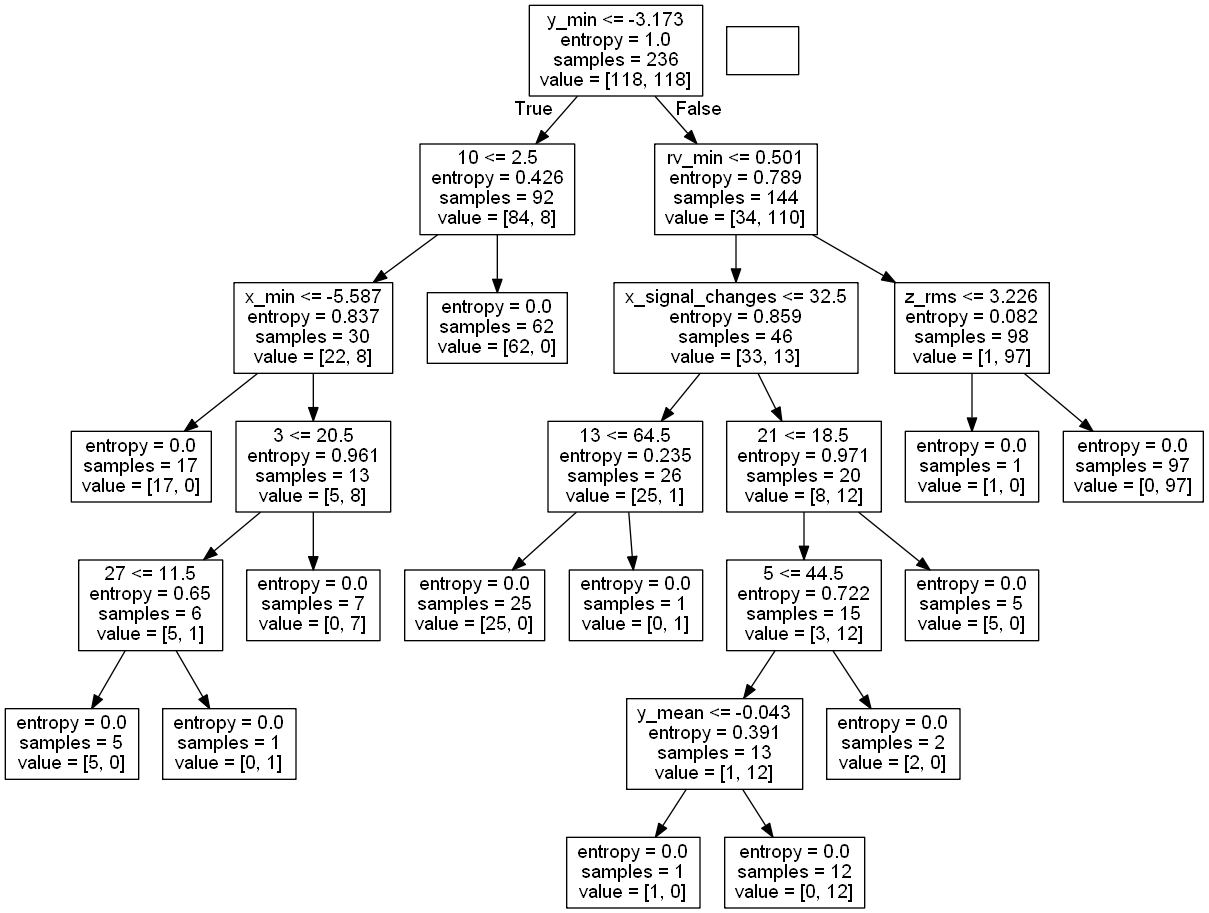 y_min <= -3.173
entropy = 1.0
samples = 236
value = [118, 118]
True
False
10 <= 2.5
entropy = 0.426
samples = 92
value = [84, 8]
rv_min <= 0.501
entropy = 0.789
samples = 144
value = [34, 110]
x_min <= -5.587
entropy = 0.837
samples = 30
value = [22, 8]
entropy = 0.0
samples = 62
value = [62, 0]
x_signal_changes <= 32.5
entropy = 0.859
samples = 46
value = [33, 13]
z_rms <= 3.226
entropy = 0.082
samples = 98
value = [1, 97]
entropy = 0.0
samples = 17
value = [17, 0]
3 <= 20.5
entropy = 0.961
samples = 13
value = [5, 8]
13 <= 64.5
entropy = 0.235
samples = 26
value = [25, 1]
21 <= 18.5
entropy = 0.971
samples = 20
value = [8, 12]
entropy = 0.0
samples = 1
value = [1, 0]
entropy = 0.0
samples = 97
value = [0, 97]
27 <= 11.5
entropy = 0.65
samples = 6
value = [5, 1]
entropy = 0.0
samples = 7
value = [0, 7]
entropy = 0.0
samples = 25
value = [25, 0]
entropy = 0.0
samples = 1
value = [0, 1]
5 <= 44.5
entropy = 0.722
samples = 15
value = [3, 12]
entropy = 0.0
samples = 5
value = [5, 0]
entropy = 0.0
samples = 5
value = [5, 0]
entropy = 0.0
samples = 1
value = [0, 1]
y_mean <= -0.043
entropy = 0.391
samples = 13
value = [1, 12]
entropy = 0.0
samples = 2
value = [2, 0]
entropy = 0.0
samples = 1
value = [1, 0]
entropy = 0.0
samples = 12
value = [0, 12]